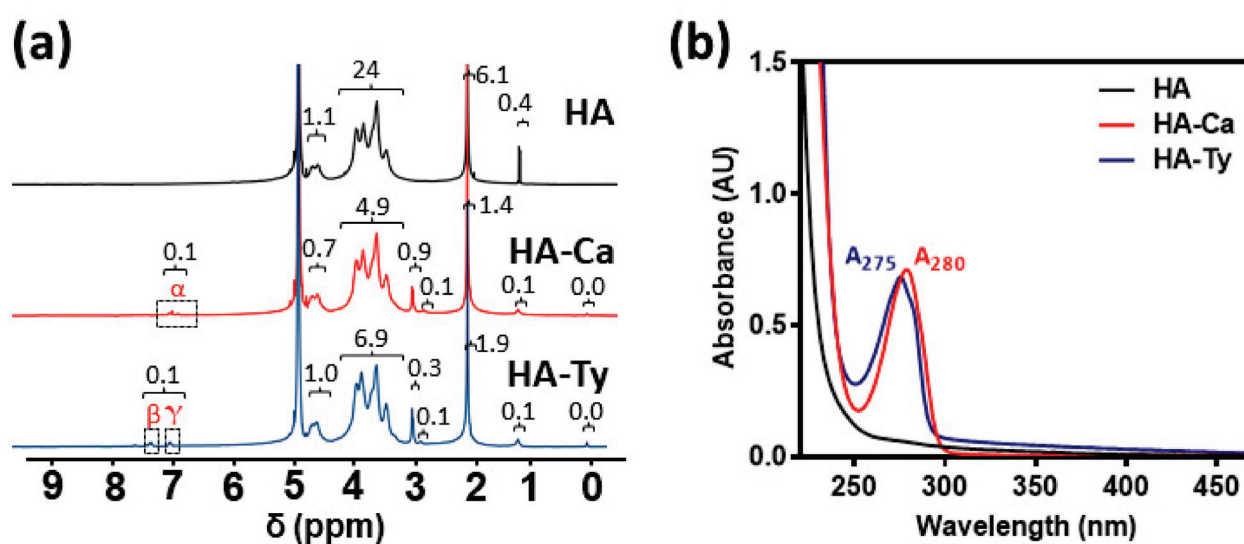 (a)
24
6.1
1.1
0.4
HA
4.9
1.4
0.7
0.9
HA-Ca
0.1
0.1
0.1
0.0
α
6.9
1.9
1.0
0.3
HA-Ty
0.1
0.1
0.1
0.0
β γ
9 8 7 6 5 4 3 2 1 0
δ (ppm)
(b)
1.5
1.0
0.5
0.0
Absorbance (AU)
HA
HA-Ca
HA-Ty
A275 A280
250 300 350 400 450
Wavelength (nm)